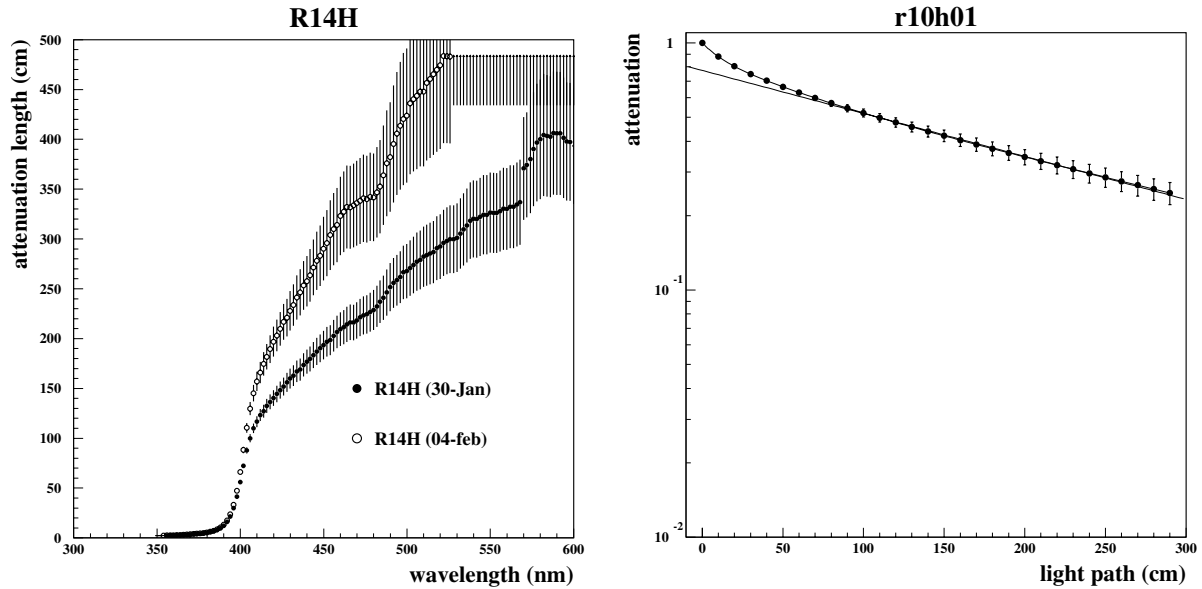 R14H
attenuation length (cm)
500
450
400
350
300
250
200
150
100
50
0
R14H (30-Jan)
R14H (04-feb)
300 350 400 450 500 550 600
wavelength (nm)
r10h01
attenuation
1
10 -1
10 -2
0 50 100 150 200 250 300
light path (cm)